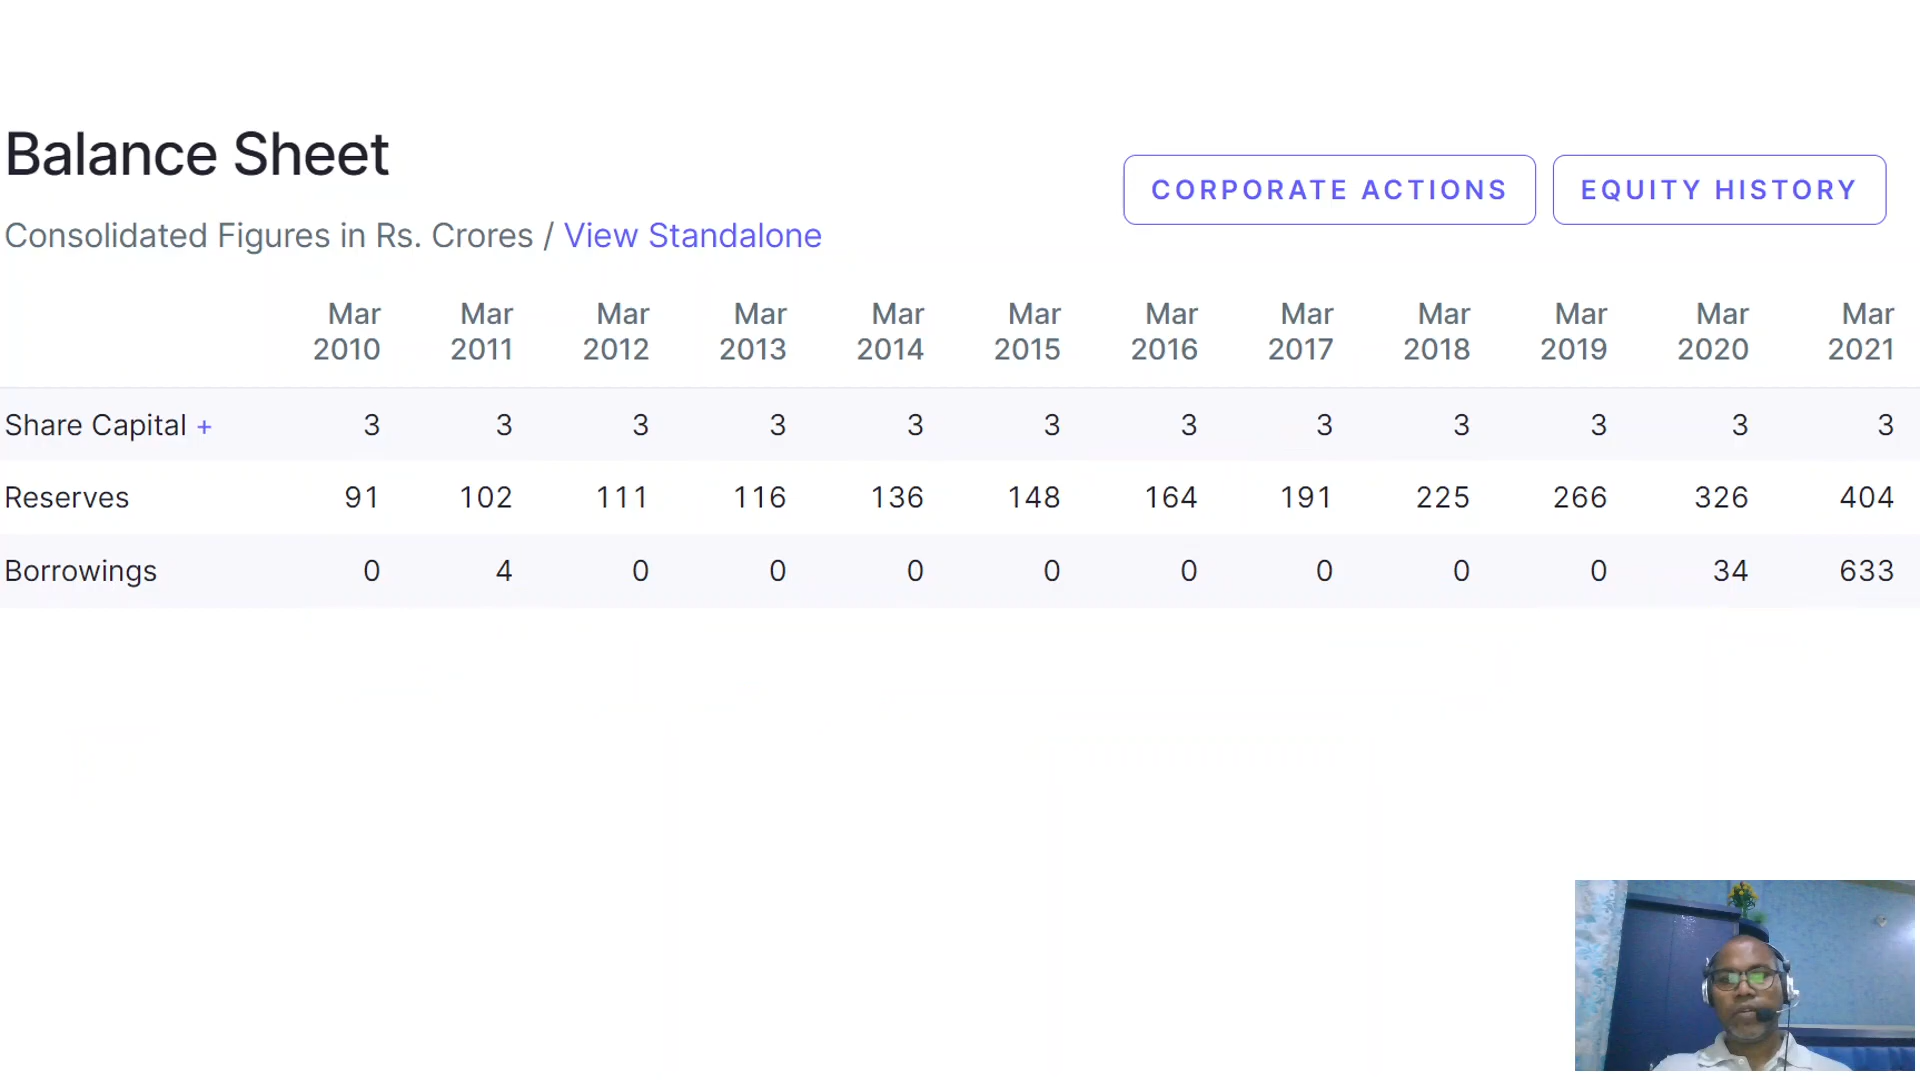 Balance Sheet
CORPORATE ACTIONS EQUITY HISTORY
Consolidated Figures in Rs. Crores / View Standalone
Mar 2010 Mar 2011 Mar 2012 Mar 2013 Mar 2014 Mar 2015 Mar 2016 Mar 2017 Mar 2018 Mar 2019 Mar 2020 Mar 2021
Share Capital + 3 3 3 3 3 3 3 3 3 3 3 3
Reserves 91 102 111 116 136 148 164 191 225 266 326 404
Borrowings 0 4 0 0 0 0 0 0 0 0 34 633